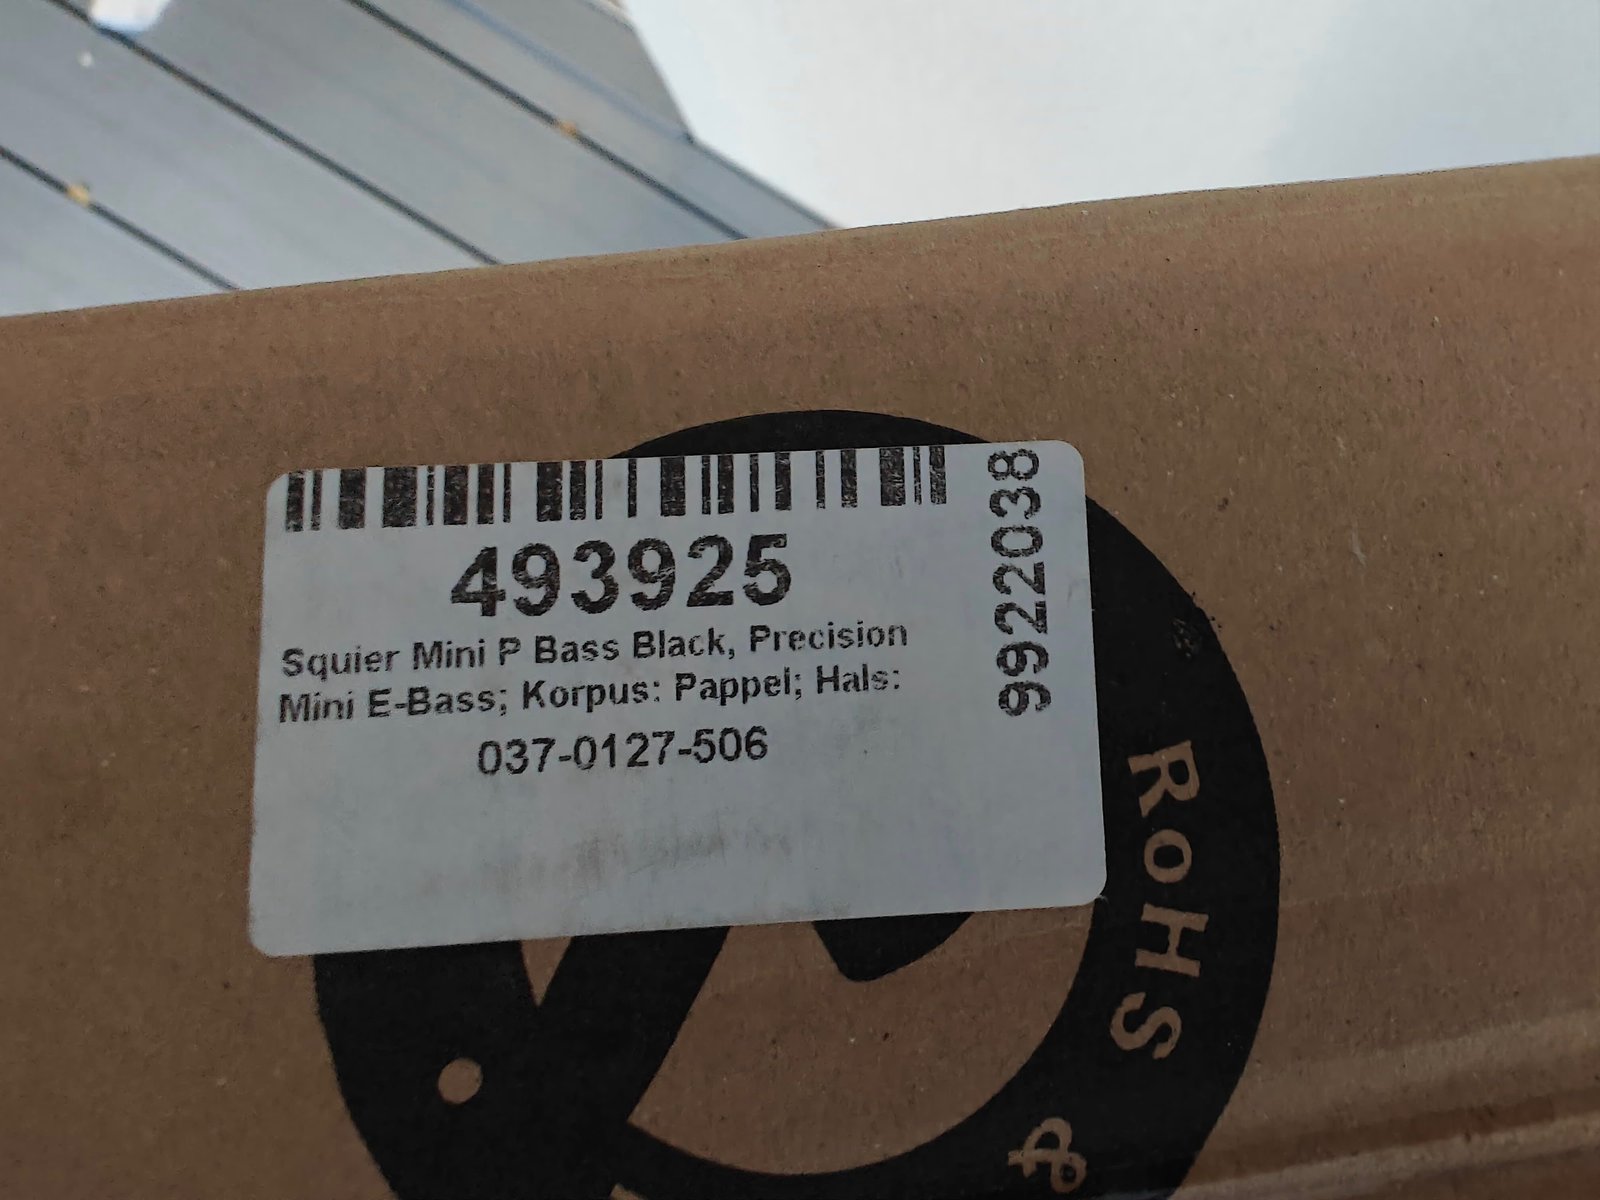 493925
Squier Mini P Bass Black, Precision
Mini E-Bass; Korpus: Pappel; Hals:
037-0127-506
9922038
RoHS
&